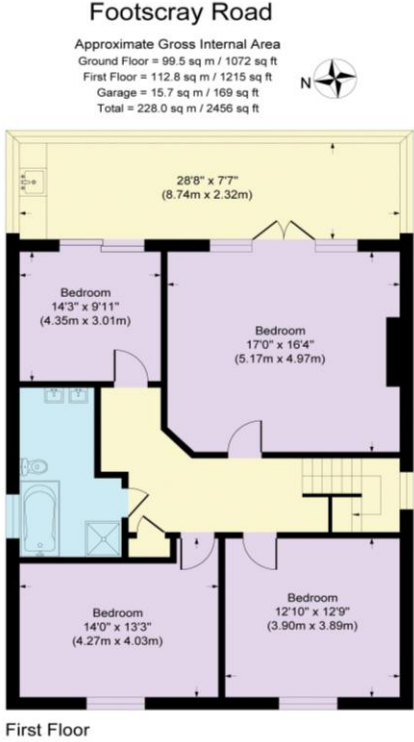 Footscray Road
Approximate Gross Internal Area
Ground Floor = 99.5 sq m / 1072 sq ft
First Floor = 112.8 sq m / 1215 sq ft
Garage = 15.7 sq m / 169 sq ft
Total = 228.0 sq m / 2456 sq ft
N
28'8" x 7'7"
(8.74m x 2.32m)
Bedroom
14'3" x 9'11"
(4.35m x 3.01m)
Bedroom
17'0" x 16'4"
(5.17m x 4.97m)
Bedroom
14'0" x 13'3"
(4.27m x 4.03m)
Bedroom
12'10" x 12'9"
(3.90m x 3.89m)
First Floor